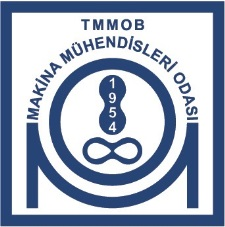 TMMOB
MAKİNA MÜHENDİSLERİ ODASI
1954